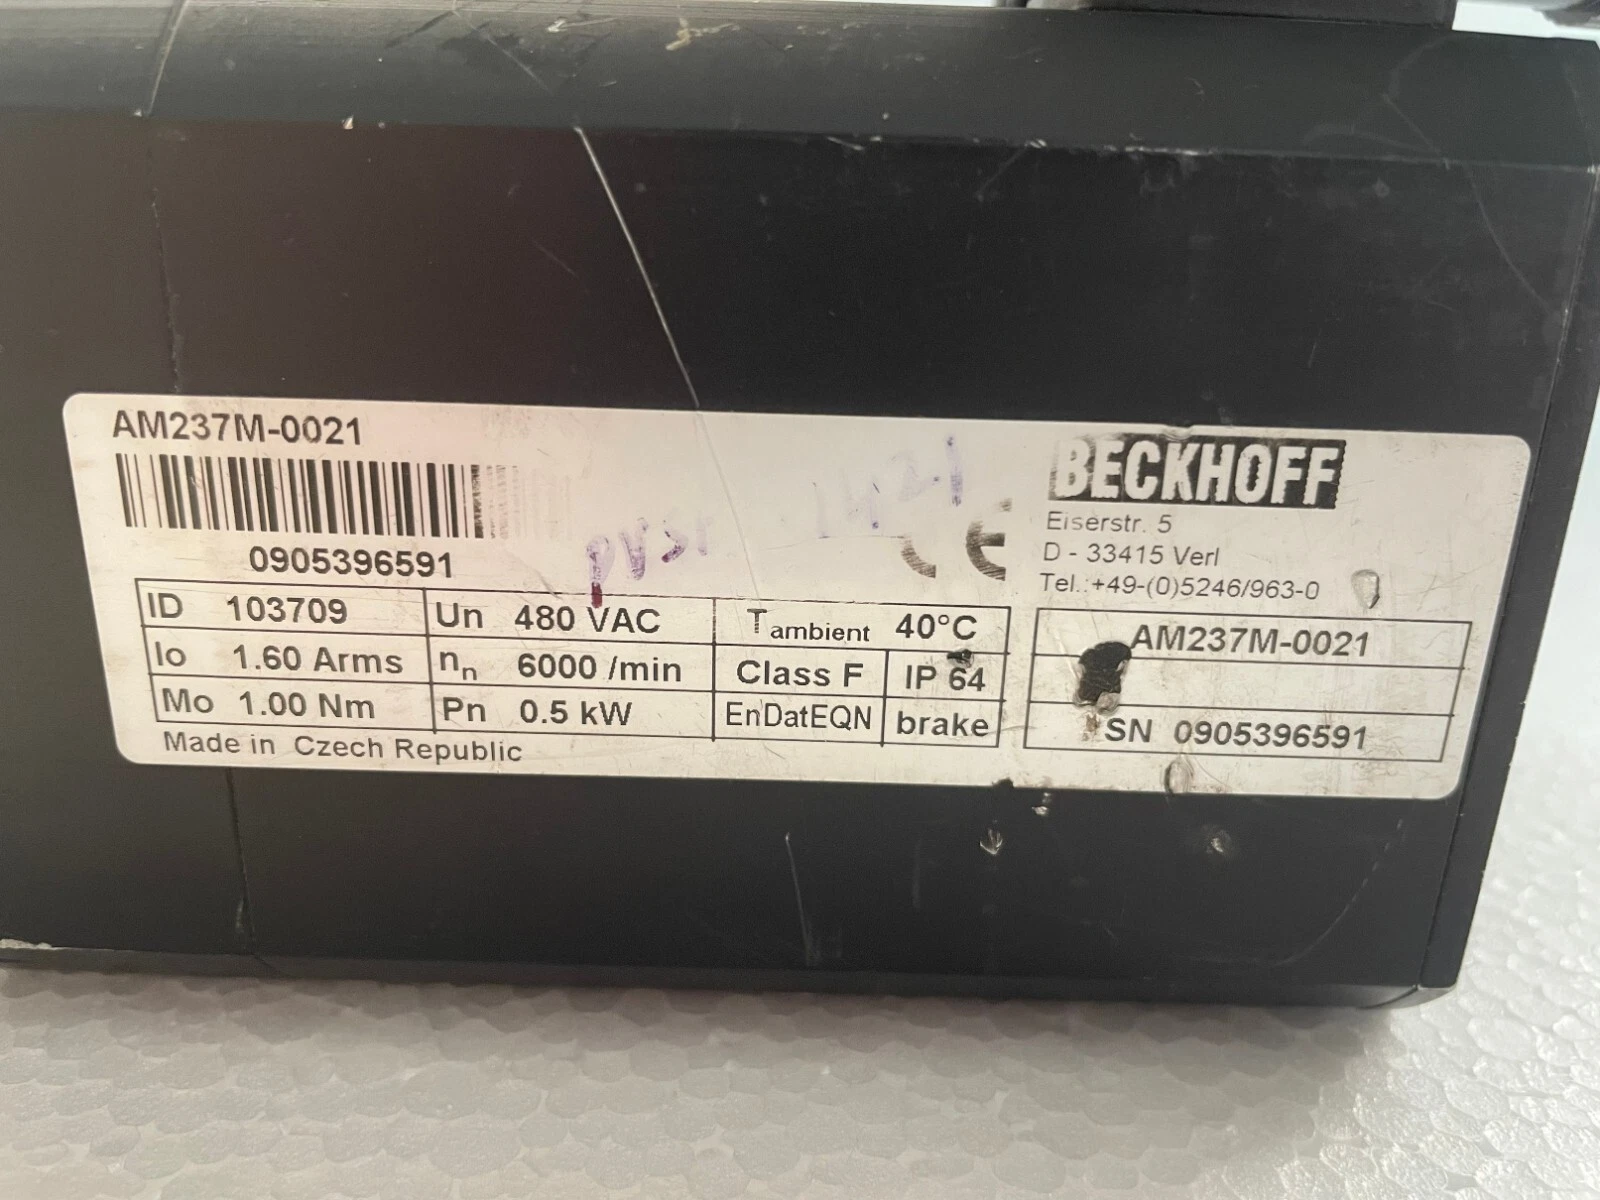 AM237M-0021
0905396591
BECKHOFF
Eiserstr. 5
D - 33415 Verl
Tel.:+49-(0)5246/963-0
CE
ID 103709 Un 480 VAC T ambient 40°C
Io 1.60 Arms nn 6000 /min Class F IP 64
Mo 1.00 Nm Pn 0.5 kW EnDatEQN brake
Made in Czech Republic
AM237M-0021
SN 0905396591